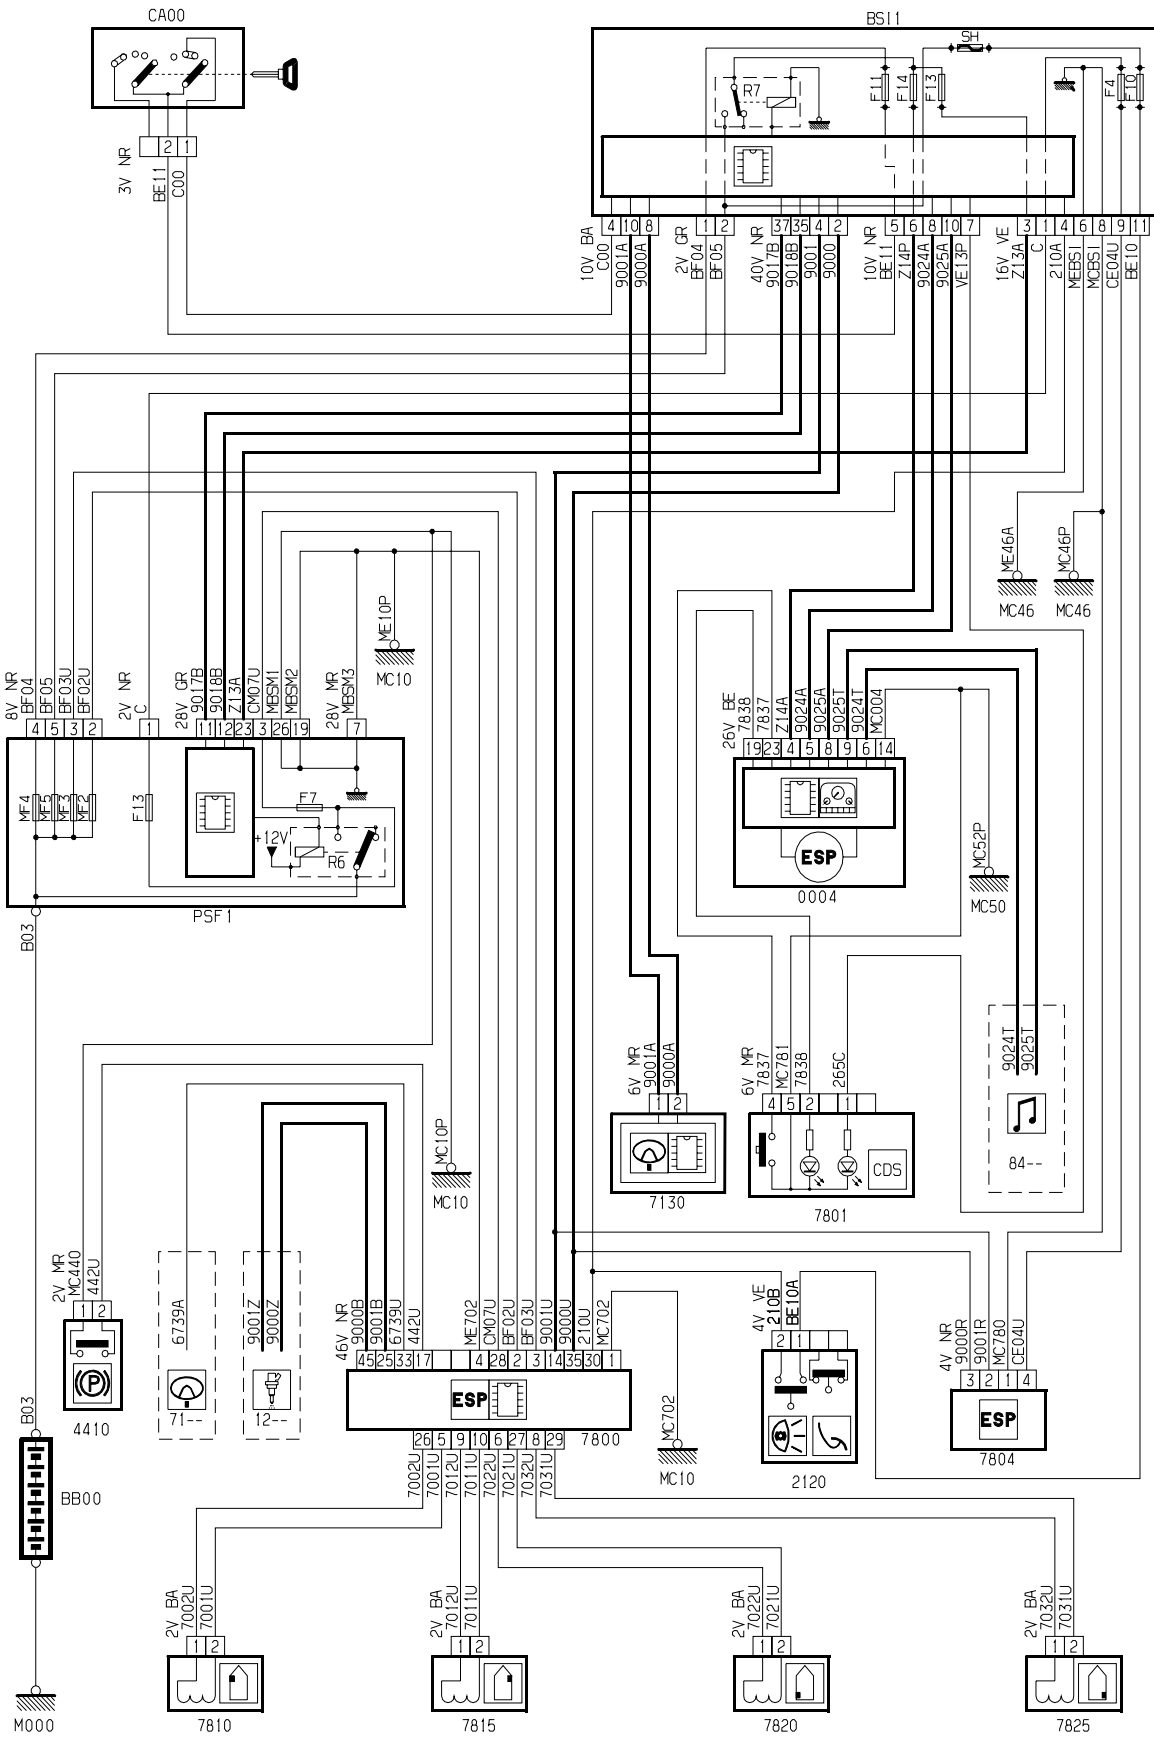 CA00
BSI1
SH
R7
F11
F14
F13
F4
F10
3V NR
2
1
BE11
C00
4
10
8
1
2
37
35
4
2
5
6
8
10
7
3
1
4
6
8
9
11
10V BA
C00
9001A
9000A
2V GR
BF04
BF05
40V NR
9017B
9018B
9001
9000
10V NR
BE11
Z14P
9024A
9025A
VE13P
16V VE
Z13A
C
210A
MEBSI
MCBSI
CE04U
BE10
ME46A
MC46P
MC46
MC46
ME10P
MC10
8V NR
BF04
BF05
BF03U
BF02U
2V NR
C
28V GR
9017B
9018B
Z13A
CM07U
MBSM1
MBSM2
28V MR
MBSM3
4
5
3
2
1
11
12
23
3
26
19
7
MF4
MF5
MF3
MF2
F13
F7
+12V
R6
PSF1
B03
26V BE
7838
7837
Z14A
9024A
9025A
9025T
9024T
MC004
19
23
4
5
8
9
6
14
ESP
0004
MC52P
MC50
9024T
9025T
84--
6V MR
9001A
9000A
1
2
7130
6V MR
7837
MC781
7838
265C
4
5
2
1
CDS
7801
MC10P
MC10
2V MR
MC440
442U
1
2
P
4410
6739A
71--
9001Z
9000Z
12--
46V NR
9000B
9001B
6739U
442U
ME702
CM07U
BF02U
BF03U
9001U
9000U
210U
MC702
45
25
33
17
4
28
2
3
14
35
30
1
ESP
7800
26
5
9
10
6
27
8
29
7002U
7001U
7012U
7011U
7022U
7021U
7032U
7031U
MC702
MC10
4V VE
210B
BE10A
2
1
2120
4V NR
9000R
9001R
MC780
CE04U
3
2
1
4
ESP
7804
B03
BB00
M000
2V BA
7002U
7001U
1
2
7810
2V BA
7012U
7011U
1
2
7815
2V BA
7022U
7021U
1
2
7820
2V BA
7032U
7031U
1
2
7825